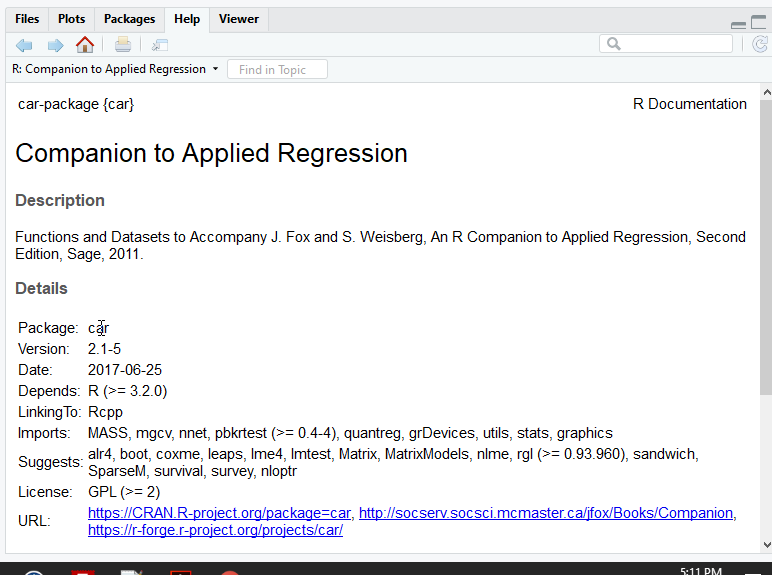 Files Plots Packages Help Viewer
R: Companion to Applied Regression Find in Topic
car-package {car} R Documentation
Companion to Applied Regression
Description
Functions and Datasets to Accompany J. Fox and S. Weisberg, An R Companion to Applied Regression, Second
Edition, Sage, 2011.
Details
Package: car
Version: 2.1-5
Date: 2017-06-25
Depends: R (>= 3.2.0)
LinkingTo: Rcpp
Imports: MASS, mgcv, nnet, pbkrtest (>= 0.4-4), quantreg, grDevices, utils, stats, graphics
Suggests: alr4, boot, coxme, leaps, lme4, lmtest, Matrix, MatrixModels, nlme, rgl (>= 0.93.960), sandwich,
SparseM, survival, survey, nloptr
License: GPL (>= 2)
URL: https://CRAN.R-project.org/package=car, http://socserv.socsci.mcmaster.ca/jfox/Books/Companion,
https://r-forge.r-project.org/projects/car/
5:11 PM